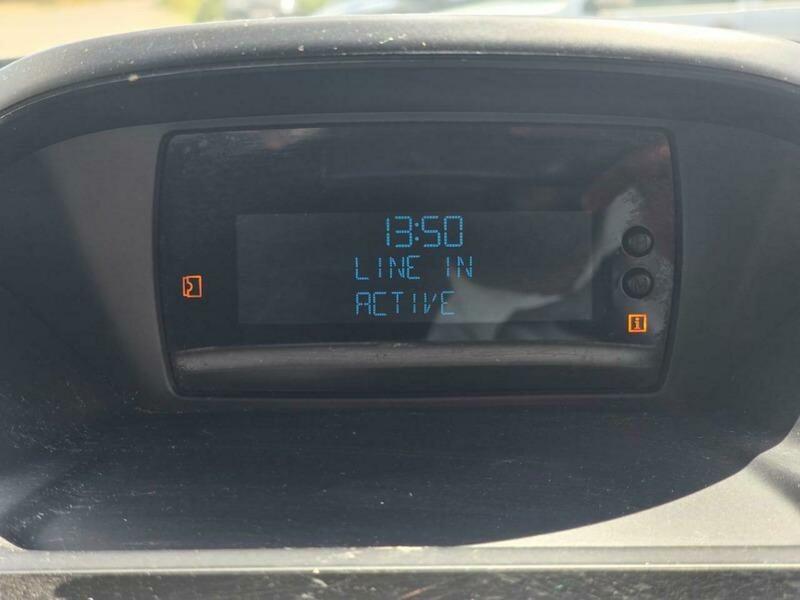 13:50
LINE IN
ACTIVE
i